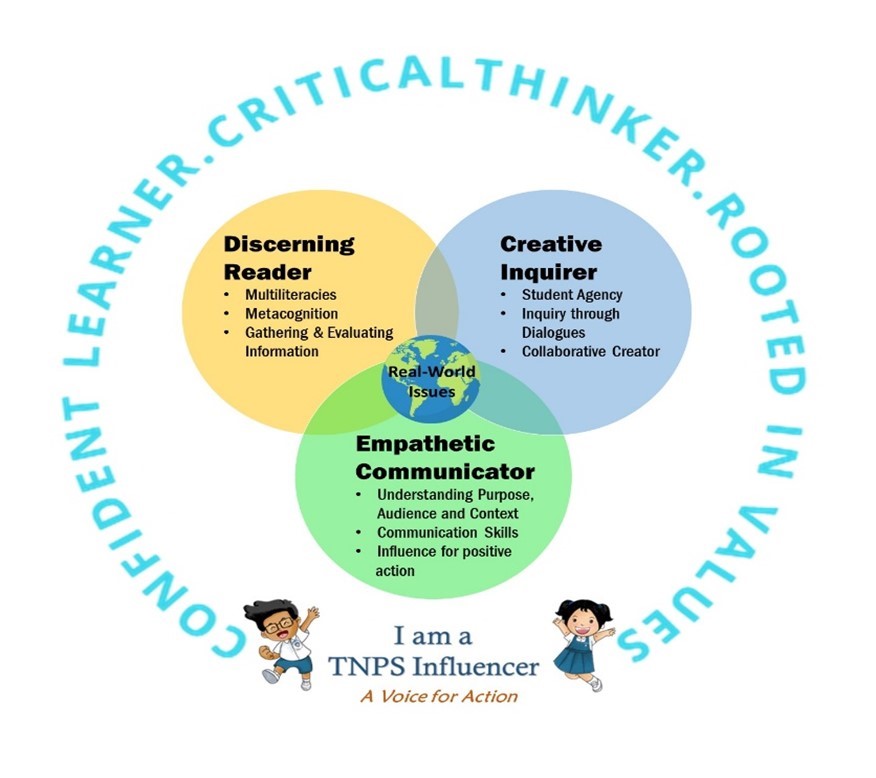 CONFIDENT LEARNER.CRITICALTHINKER.ROOTED IN VALUES
Discerning
Reader
• Multiliteracies
• Metacognition
• Gathering & Evaluating
Information
Creative
Inquirer
• Student Agency
• Inquiry through
Dialogues
• Collaborative Creator
Real-World
Issues
Empathetic
Communicator
• Understanding Purpose,
Audience and Context
• Communication Skills
• Influence for positive
action
I am a
TNPS Influencer
A Voice for Action